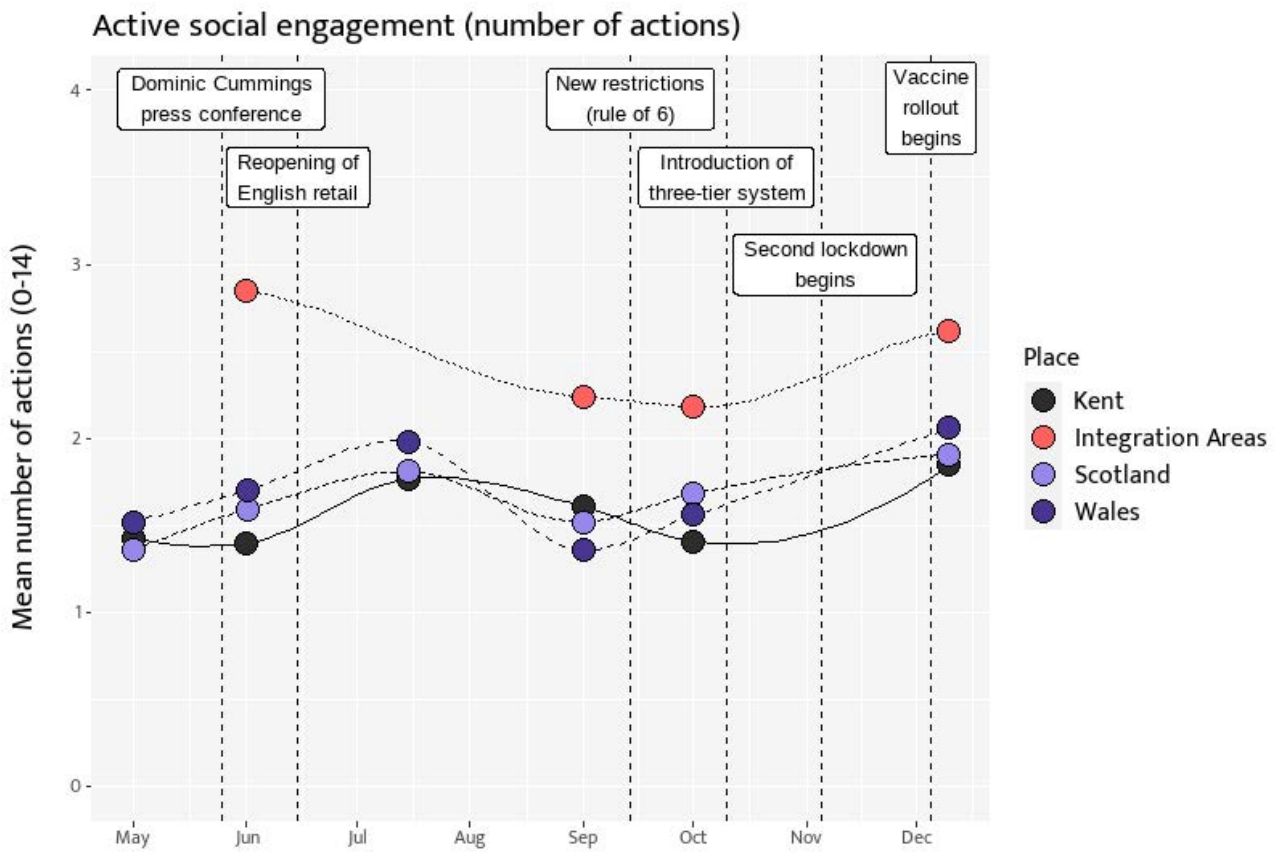 Active social engagement (number of actions)
Dominic Cummings
press conference
New restrictions
(rule of 6)
Vaccine
rollout
begins
Reopening of
English retail
Introduction of
three-tier system
Second lockdown
begins
Mean number of actions (0-14)
4
3
2
1
0
May Jun Jul Aug Sep Oct Nov Dec
Place
Kent
Integration Areas
Scotland
Wales